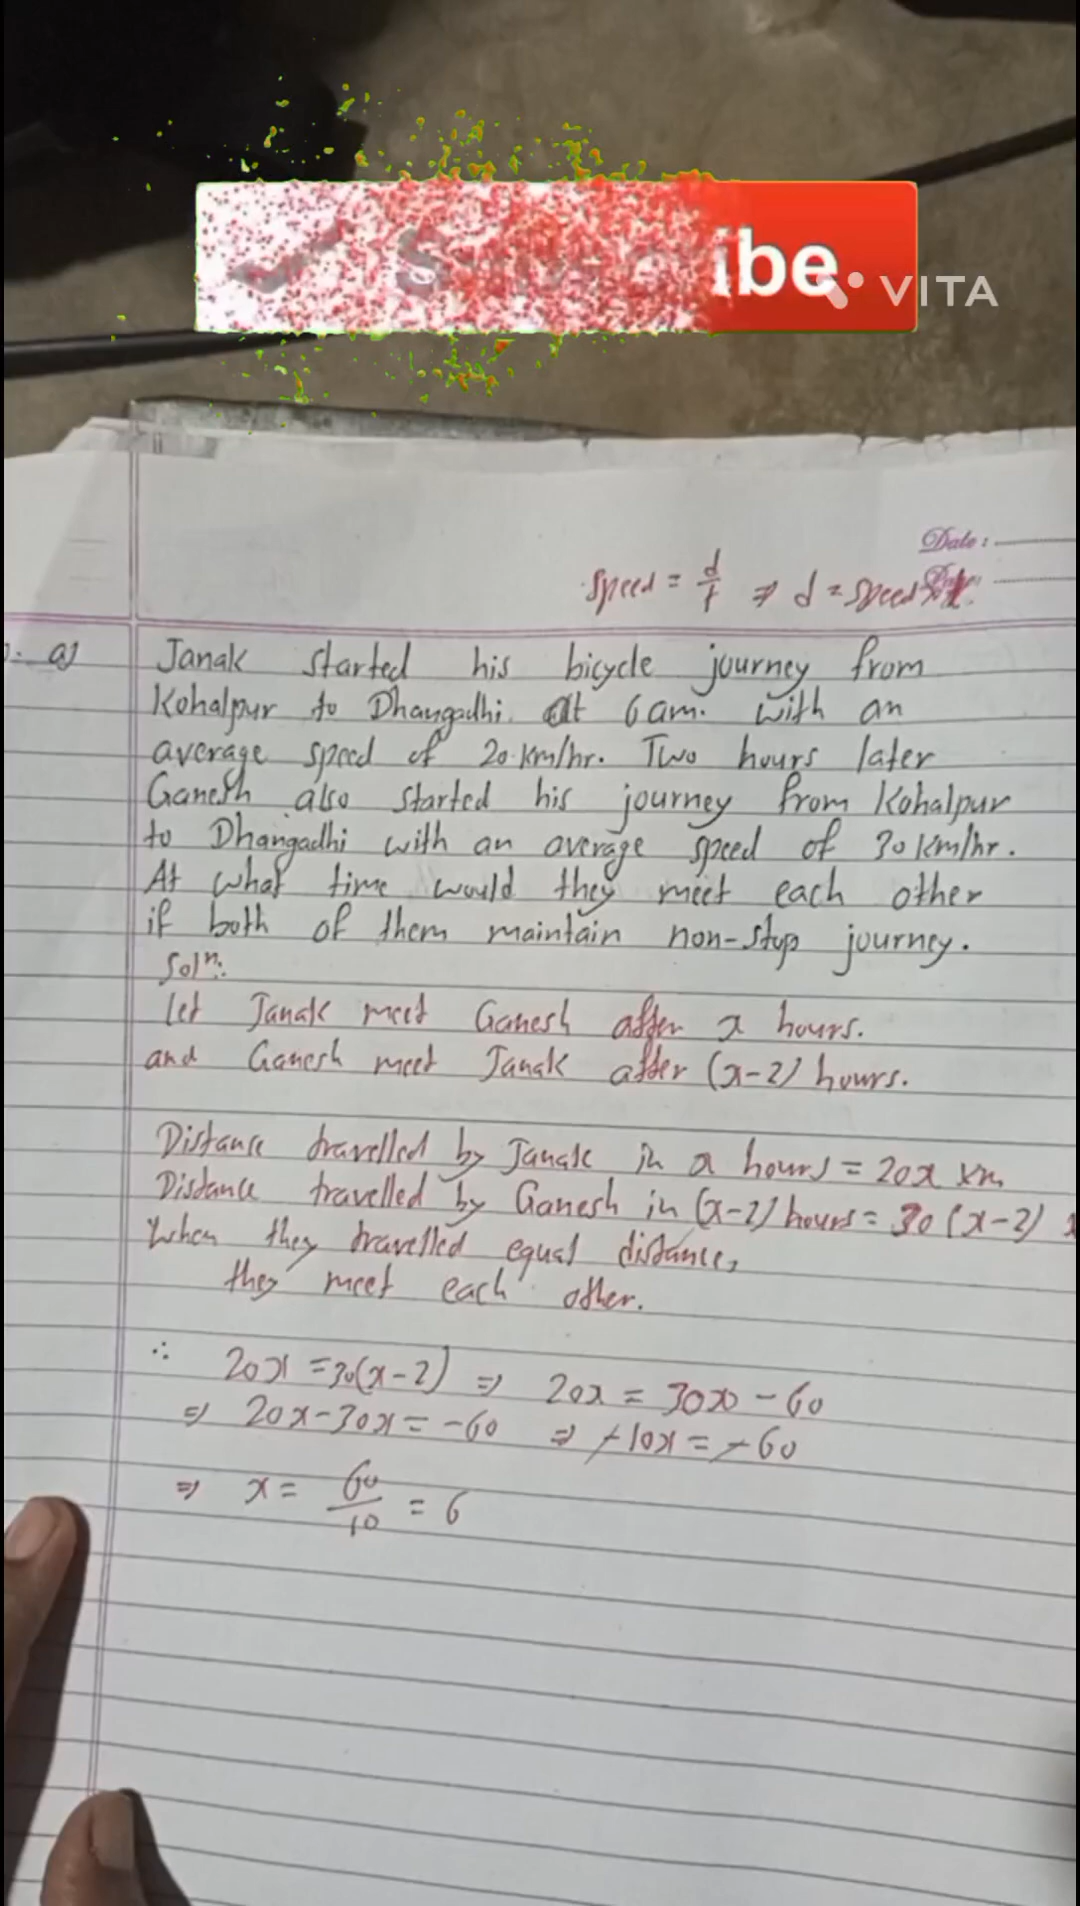 ibe
VITA
Date:
Speed = d/t ⇒ d = speed × t.
a) Janak started his bicycle journey from
Kohalpur to Dhangadhi. At 6 am. with an
average speed of 20 km/hr. Two hours later
Ganesh also started his journey from Kohalpur
to Dhangadhi with an average speed of 30 km/hr.
At what time would they meet each other
if both of them maintain non-stop journey.
Solⁿ:
Let Janak meet Ganesh after x hours.
and Ganesh meet Janak after (x-2) hours.
Distance travelled by Janak in x hours = 20x km
Distance travelled by Ganesh in (x-2) hours = 30(x-2)
When they travelled equal distance,
they meet each other.
∴ 20x = 30(x-2) ⇒ 20x = 30x - 60
⇒ 20x - 30x = -60 ⇒ -10x = -60
⇒ x = 60/10 = 6